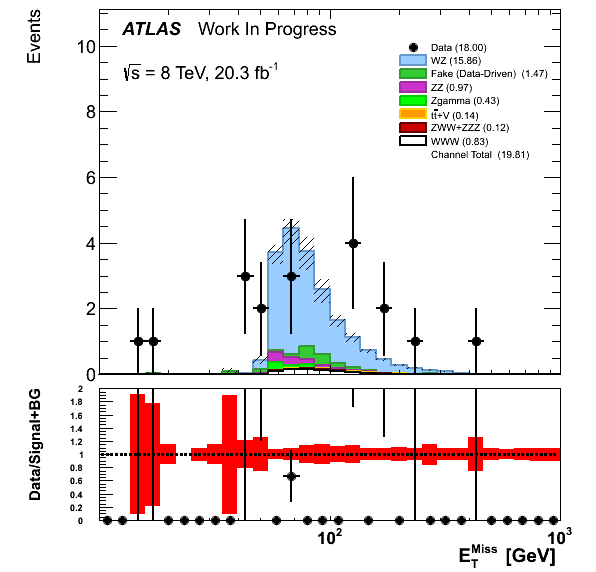 Events
ATLAS Work In Progress
√s = 8 TeV, 20.3 fb⁻¹
Data (18.00)
WZ (15.86)
Fake (Data-Driven) (1.47)
ZZ (0.97)
Zgamma (0.43)
tt̄+V (0.14)
ZWW+ZZZ (0.12)
WWW (0.83)
Channel Total (19.81)
10
8
6
4
2
0
Data/Signal+BG
2
1.8
1.6
1.4
1.2
1
0.8
0.6
0.4
0.2
0
10²
10³
E_T^Miss [GeV]